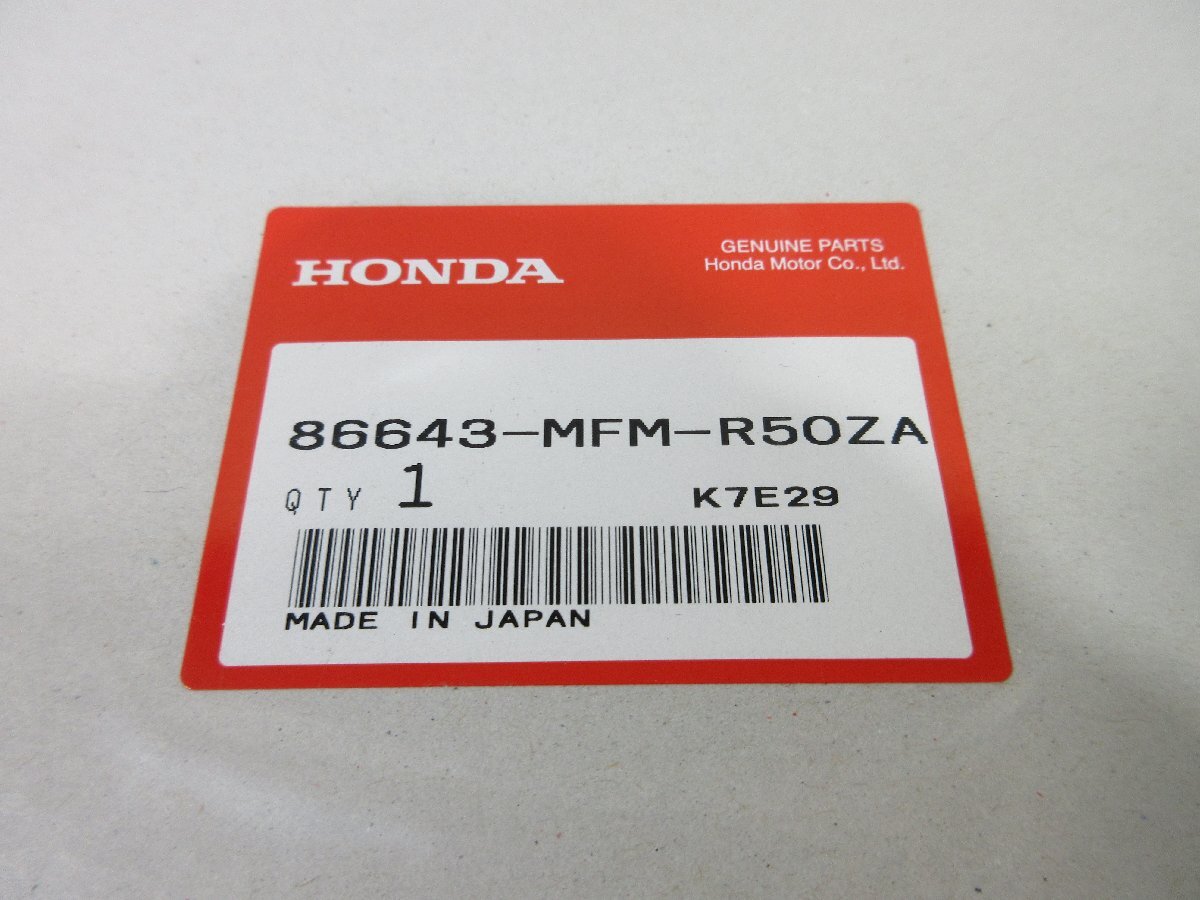 HONDA
GENUINE PARTS
Honda Motor Co., Ltd.
86643-MFM-R50ZA
QTY 1
K7E29
MADE IN JAPAN